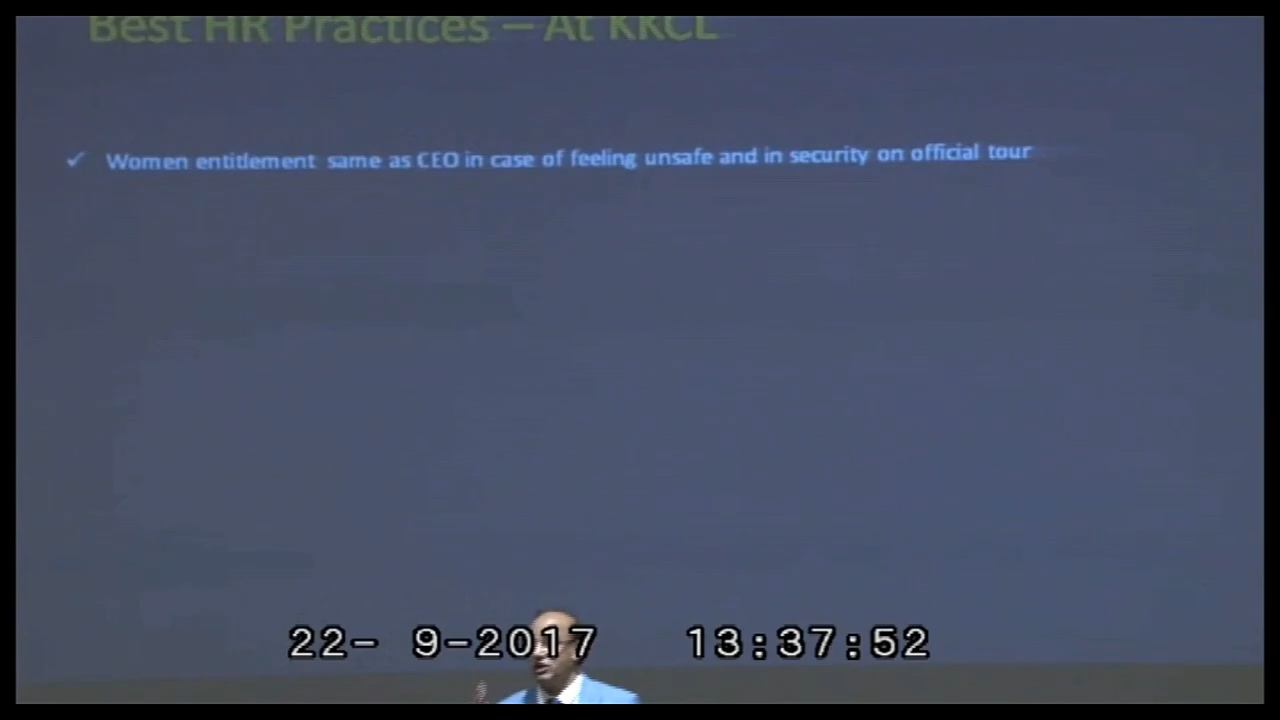 Best HR Practices – At KKCL
✓ Women entitlement same as CEO in case of feeling unsafe and in security on official tour
22- 9-2017 13:37:52